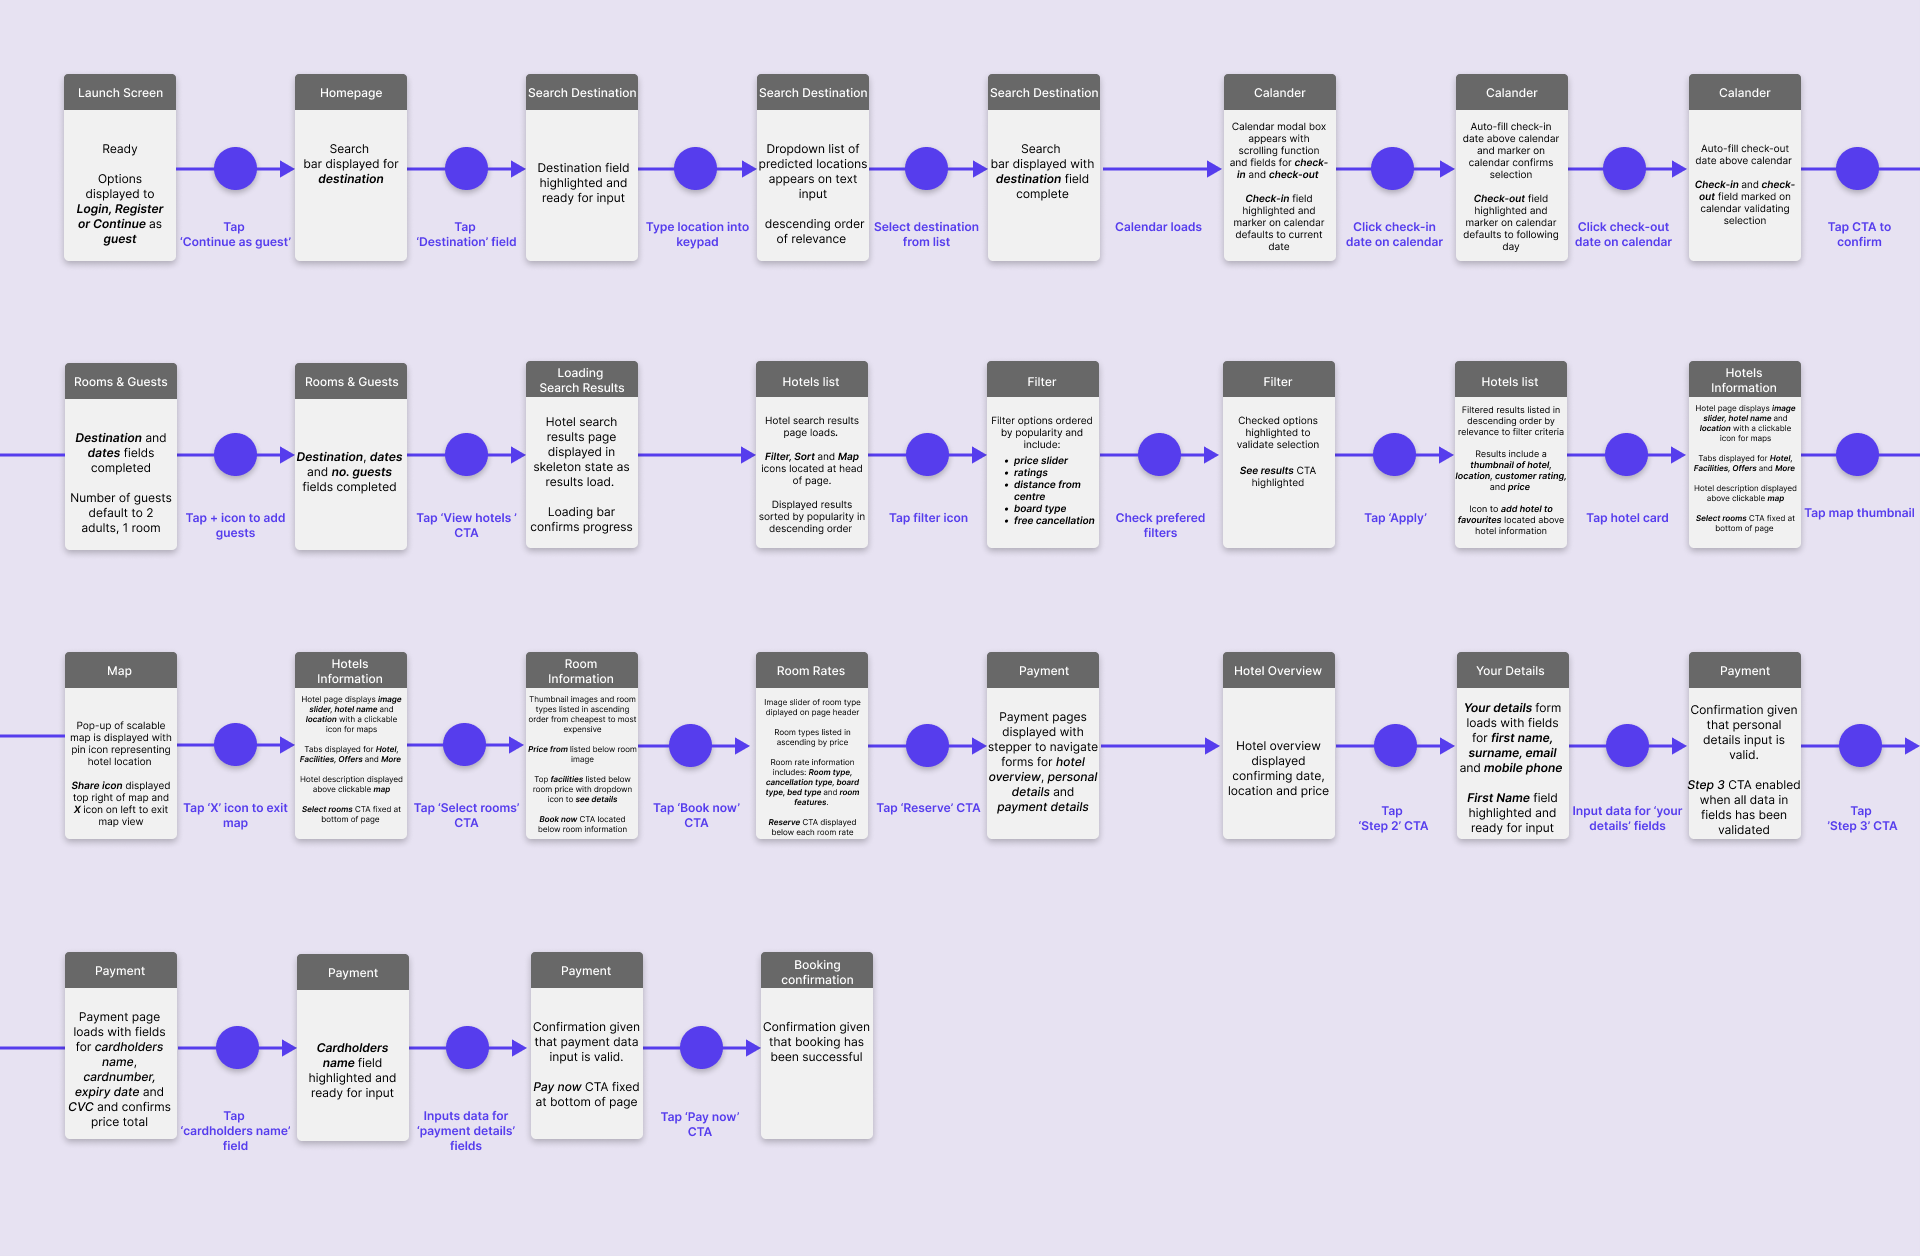 Launch Screen
Ready
Options
displayed to
Login, Register
or Continue as
guest
Tap
‘Continue as guest’
Homepage
Search
bar displayed for
destination
Tap
‘Destination’ field
Search Destination
Destination field
highlighted and
ready for input
Type location into
keypad
Search Destination
Dropdown list of
predicted locations
appears on text
input
descending order
of relevance
Select destination
from list
Search Destination
Search
bar displayed with
destination field
complete
Calendar loads
Calander
Calendar modal box
appears with
scrolling function
and fields for check-
in and check-out
Check-in field
highlighted and
marker on calendar
defaults to current
date
Click check-in
date on calendar
Calander
Auto-fill check-in
date above calendar
and marker on
calendar confirms
selection
Check-out field
highlighted and
marker on calendar
defaults to following
day
Click check-out
date on calendar
Calander
Auto-fill check-out
date above calendar
Check-in and check-
out field marked on
calendar validating
selection
Tap CTA to
confirm
Rooms & Guests
Destination and
dates fields
completed
Number of guests
default to 2
adults, 1 room
Tap + icon to add
guests
Rooms & Guests
Destination, dates
and no. guests
fields completed
Tap ‘View hotels ’
CTA
Loading
Search Results
Hotel search
results page
displayed in
skeleton state as
results load.
Loading bar
confirms progress
Hotels list
Hotel search results
page loads.
Filter, Sort and Map
icons located at head
of page.
Displayed results
sorted by popularity in
descending order
Tap filter icon
Filter
Filter options ordered
by popularity and
include:
• price slider
• ratings
• distance from
centre
• board type
• free cancellation
Check prefered
filters
Filter
Checked options
highlighted to
validate selection
See results CTA
highlighted
Tap ‘Apply’
Hotels list
Filtered results listed in
descending order by
relevance to filter criteria
Results include a
thumbnail of hotel,
location, customer rating,
and price
Icon to add hotel to
favourites located above
hotel information
Tap hotel card
Hotels
Information
Hotel page displays image
slider, hotel name and
location with a clickable
icon for maps
Tabs displayed for Hotel,
Facilities, Offers and More
Hotel description displayed
above clickable map
Select rooms CTA fixed at
bottom of page
Tap map thumbnail
Map
Pop-up of scalable
map is displayed with
pin icon representing
hotel location
Share icon displayed
top right of map and
X icon on left to exit
map view
Tap ‘X’ icon to exit
map
Hotels
Information
Hotel page displays image
slider, hotel name and
location with a clickable
icon for maps
Tabs displayed for Hotel,
Facilities, Offers and More
Hotel description displayed
above clickable map
Select rooms CTA fixed at
bottom of page
Tap ‘Select rooms’
CTA
Room
Information
Thumbnail images and room
types listed in ascending
order from cheapest to most
expensive
Price from listed below room
image
Top facilities listed below
room price with dropdown
icon to see details
Book now CTA located
below room information
Tap ‘Book now’
CTA
Room Rates
Image slider of room type
diplayed on page header
Room types listed in
ascending by price
Room rate information
includes: Room type,
cancellation type, board
type, bed type and room
features.
Reserve CTA displayed
below each room rate
Tap ‘Reserve’ CTA
Payment
Payment pages
displayed with
stepper to navigate
forms for hotel
overview, personal
details and
payment details
Hotel Overview
Hotel overview
displayed
confirming date,
location and price
Tap
‘Step 2’ CTA
Your Details
Your details form
loads with fields
for first name,
surname, email
and mobile phone
First Name field
highlighted and
ready for input
Input data for ‘your
details’ fields
Payment
Confirmation given
that personal
details input is
valid.
Step 3 CTA enabled
when all data in
fields has been
validated
Tap
‘Step 3’ CTA
Payment
Payment page
loads with fields
for cardholders
name,
cardnumber,
expiry date and
CVC and confirms
price total
Tap
‘cardholders name’
field
Payment
Cardholders
name field
highlighted and
ready for input
Inputs data for
‘payment details’
fields
Payment
Confirmation given
that payment data
input is valid.
Pay now CTA fixed
at bottom of page
Tap ‘Pay now’
CTA
Booking
confirmation
Confirmation given
that booking has
been successful